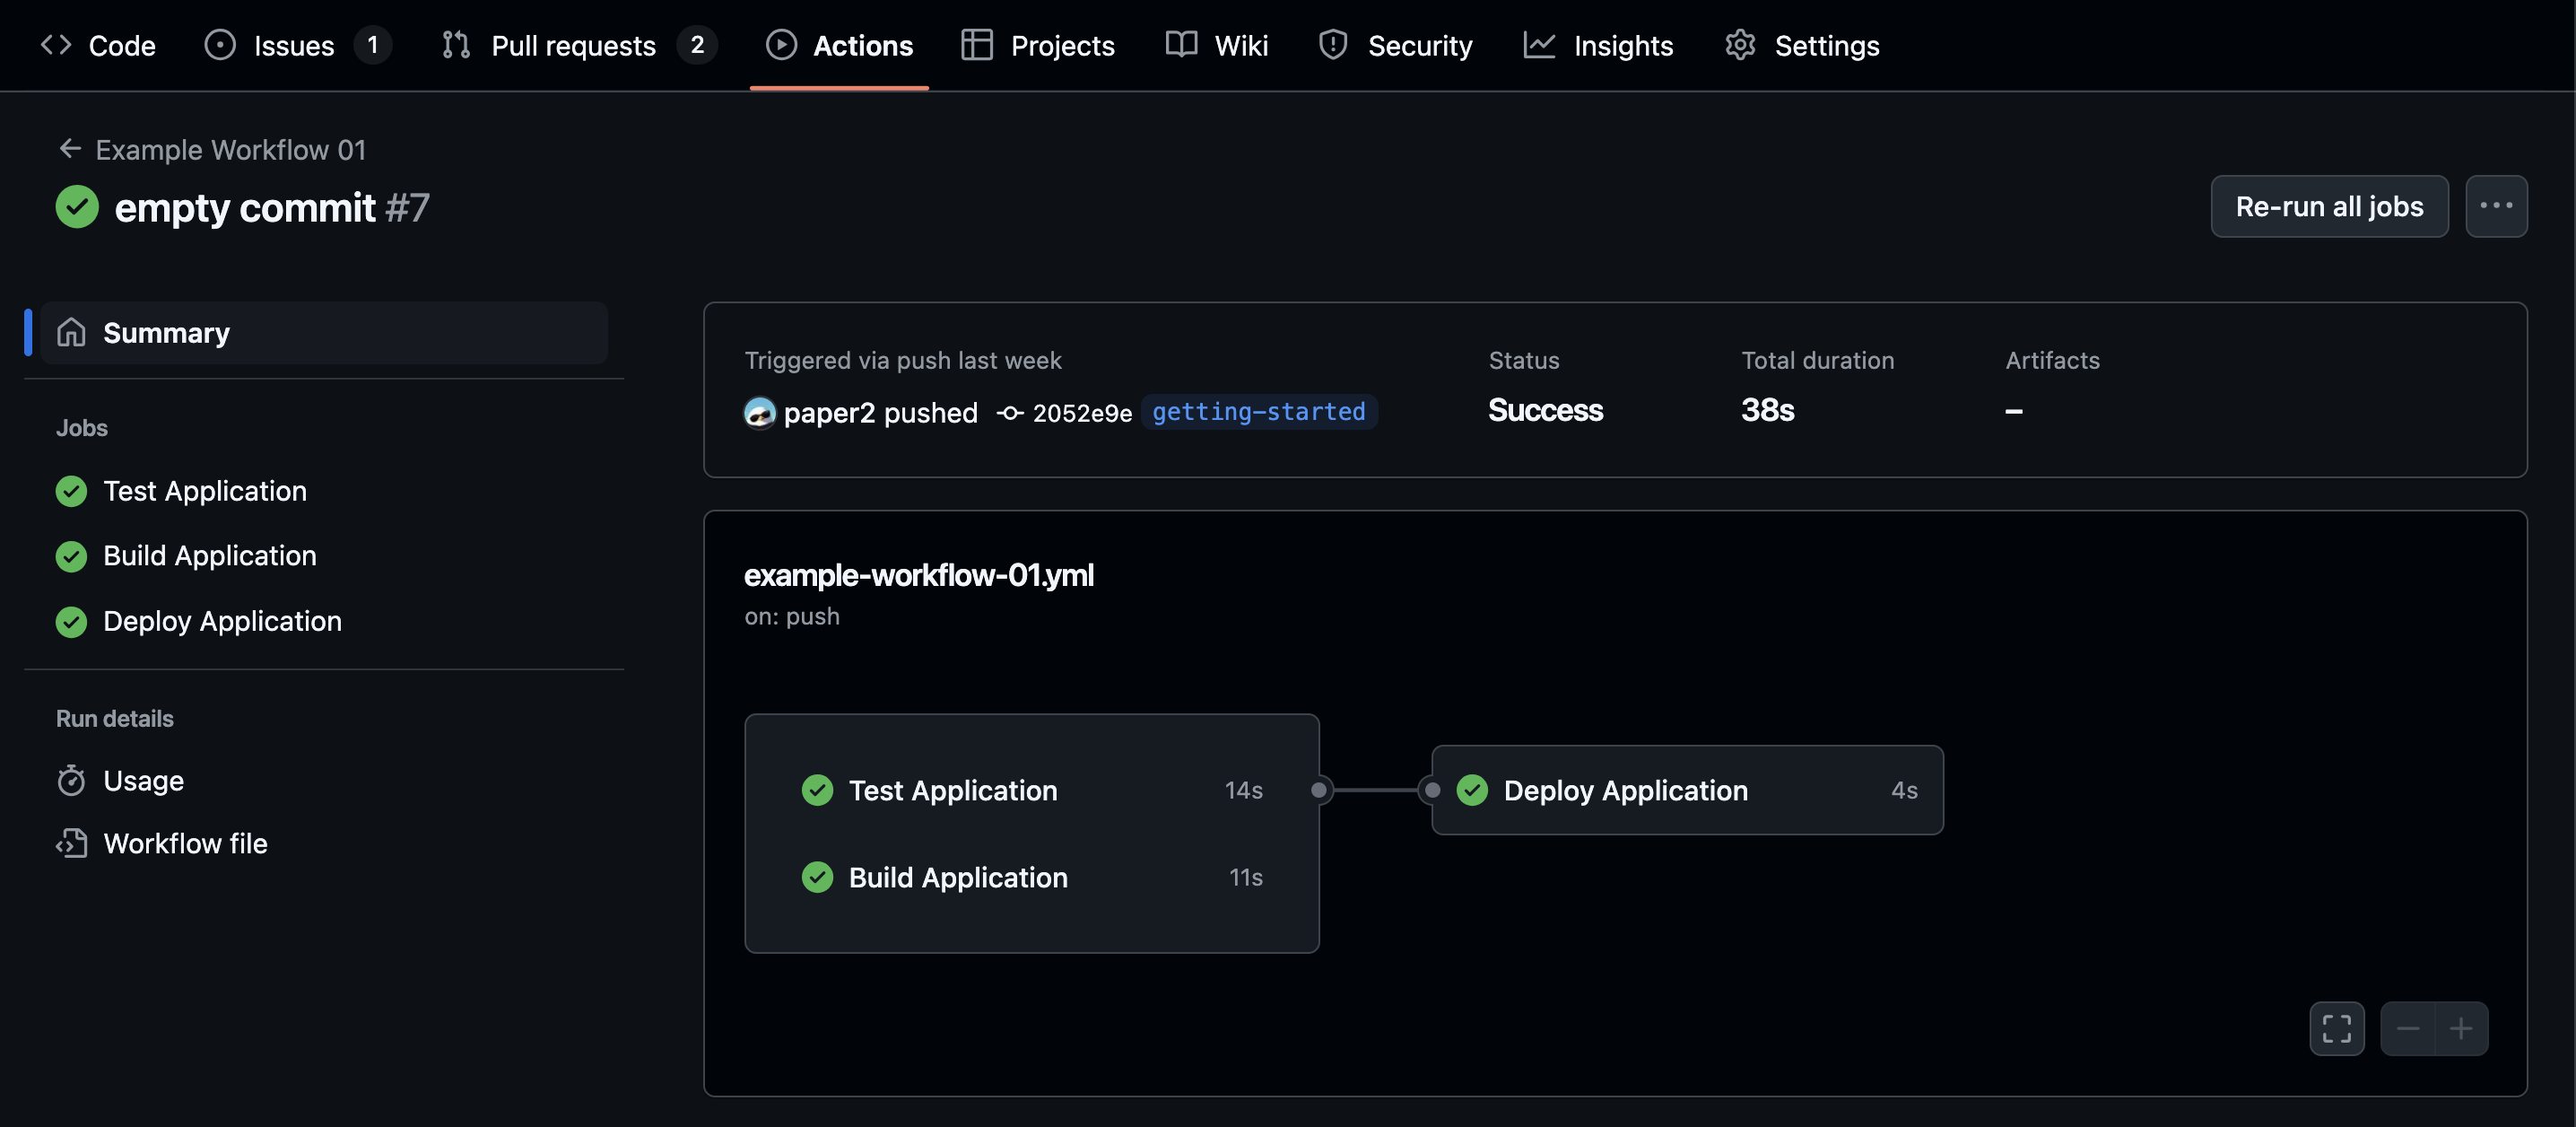 Code Issues 1 Pull requests 2 Actions Projects Wiki Security Insights Settings
Example Workflow 01
empty commit #7
Re-run all jobs
Summary
Jobs
Test Application
Build Application
Deploy Application
Run details
Usage
Workflow file
Triggered via push last week
paper2 pushed 2052e9e getting-started
Status
Success
Total duration
38s
Artifacts
–
example-workflow-01.yml
on: push
Test Application 14s
Build Application 11s
Deploy Application 4s